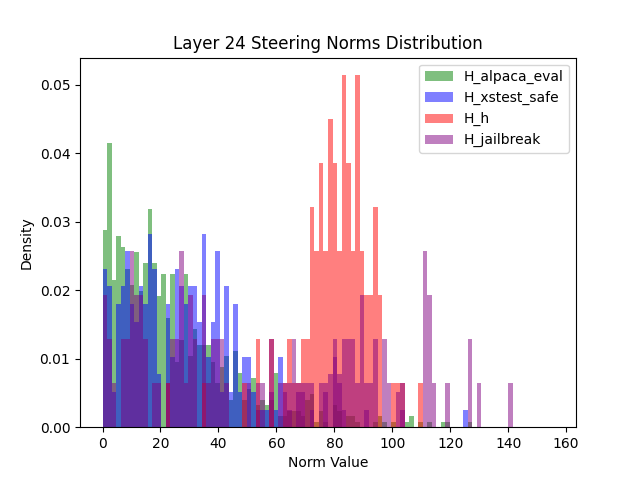 Layer 24 Steering Norms Distribution
H_alpaca_eval
H_xstest_safe
H_h
H_jailbreak
Density
0.05
0.04
0.03
0.02
0.01
0.00
0 20 40 60 80 100 120 140 160
Norm Value